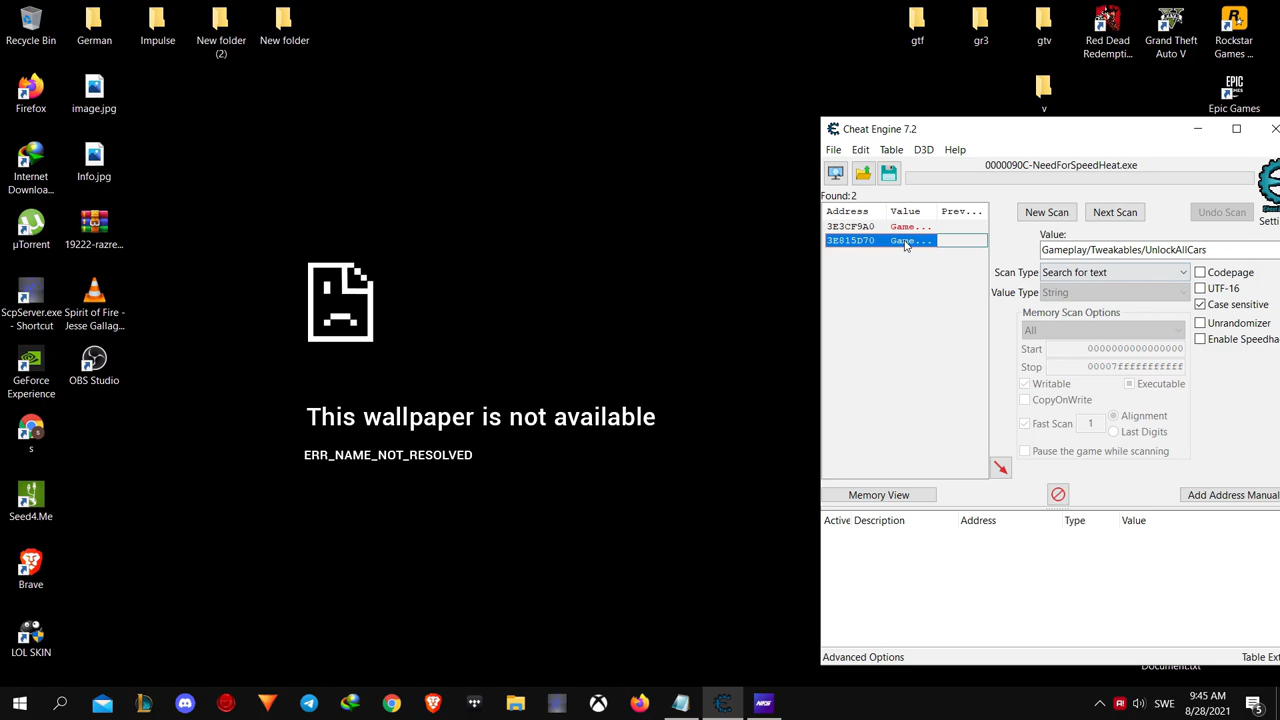 Recycle Bin
German
Impulse
New folder
(2)
New folder
gtf
gr3
gtv
Red Dead
Redempti...
Grand Theft
Auto V
Rockstar
Games ...
Firefox
image.jpg
v
Epic Games
Internet
Downloa...
Info.jpg
µTorrent
19222-razre...
ScpServer.exe
- Shortcut
Spirit of Fire -
Jesse Gallag...
GeForce
Experience
OBS Studio
s
Seed4.Me
Brave
LOL SKIN
This wallpaper is not available
ERR_NAME_NOT_RESOLVED
Cheat Engine 7.2
File Edit Table D3D Help
0000090C-NeedForSpeedHeat.exe
Found:2
Address Value Prev...
3E3CF9A0 Game...
3E815D70 Game...
New Scan Next Scan Undo Scan
Setti
Value:
Gameplay/Tweakables/UnlockAllCars
Scan Type Search for text
Value Type String
Codepage
UTF-16
Case sensitive
Unrandomizer
Enable Speedha
Memory Scan Options
All
Start 0000000000000000
Stop 00007fffffffffff
Writable Executable
CopyOnWrite
Fast Scan 1 Alignment
Last Digits
Pause the game while scanning
Memory View
Add Address Manual
Active Description Address Type Value
Advanced Options
Table Ext
Document.txt
SWE
9:45 AM
8/28/2021
5